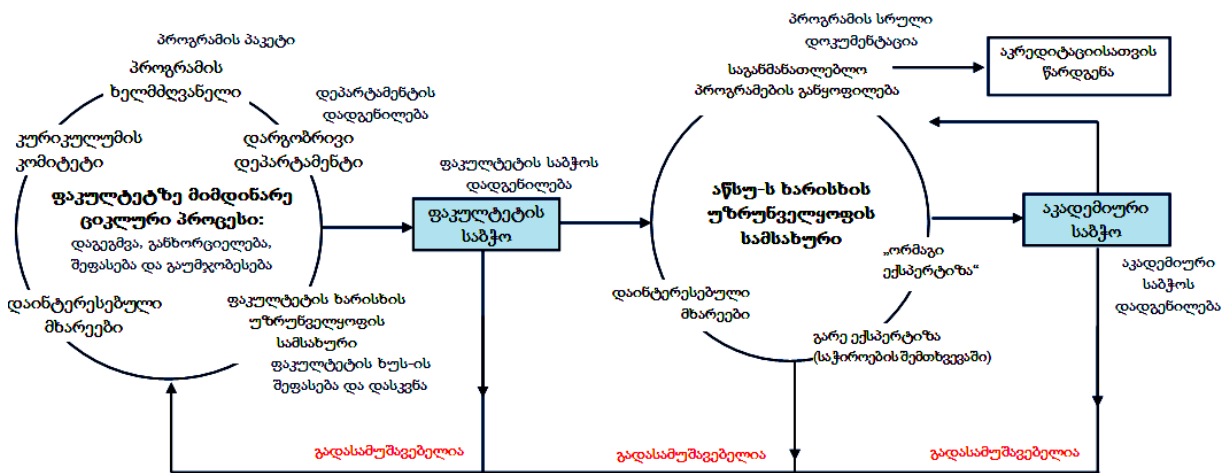 პროგრამის პაკეტი
პროგრამის
ხელმძღვანელი
დეპარტამენტის
დადგენილება
კურიკულუმის
კომიტეტი
დარგობრივი
დეპარტამენტი
ფაკულტეტზე მიმდინარე
ციკლური პროცესი:
დაგეგმვა, განხორციელება,
შეფასება და გაუმჯობესება
დაინტერესებული
მხარეები
ფაკულტეტის ხარისხის
უზრუნველყოფის
სამსახური
ფაკულტეტის ხუს-ის
შეფასება და დასკვნა
ფაკულტეტის საბჭოს
დადგენილება
ფაკულტეტის
საბჭო
პროგრამის სრული
დოკუმენტაცია
საგანმანათლებლო
პროგრამების განყოფილება
აკრედიტაციისათვის
წარდგენა
აწსუ-ს ხარისხის
უზრუნველყოფის
სამსახური
„ორმაგი
ექსპერტიზა“
დაინტერესებული
მხარეები
გარე ექსპერტიზა
(საჭიროების შემთხვევაში)
აკადემიური
საბჭო
აკადემიური
საბჭოს
დადგენილება
გადასამუშავებელია
გადასამუშავებელია
გადასამუშავებელია